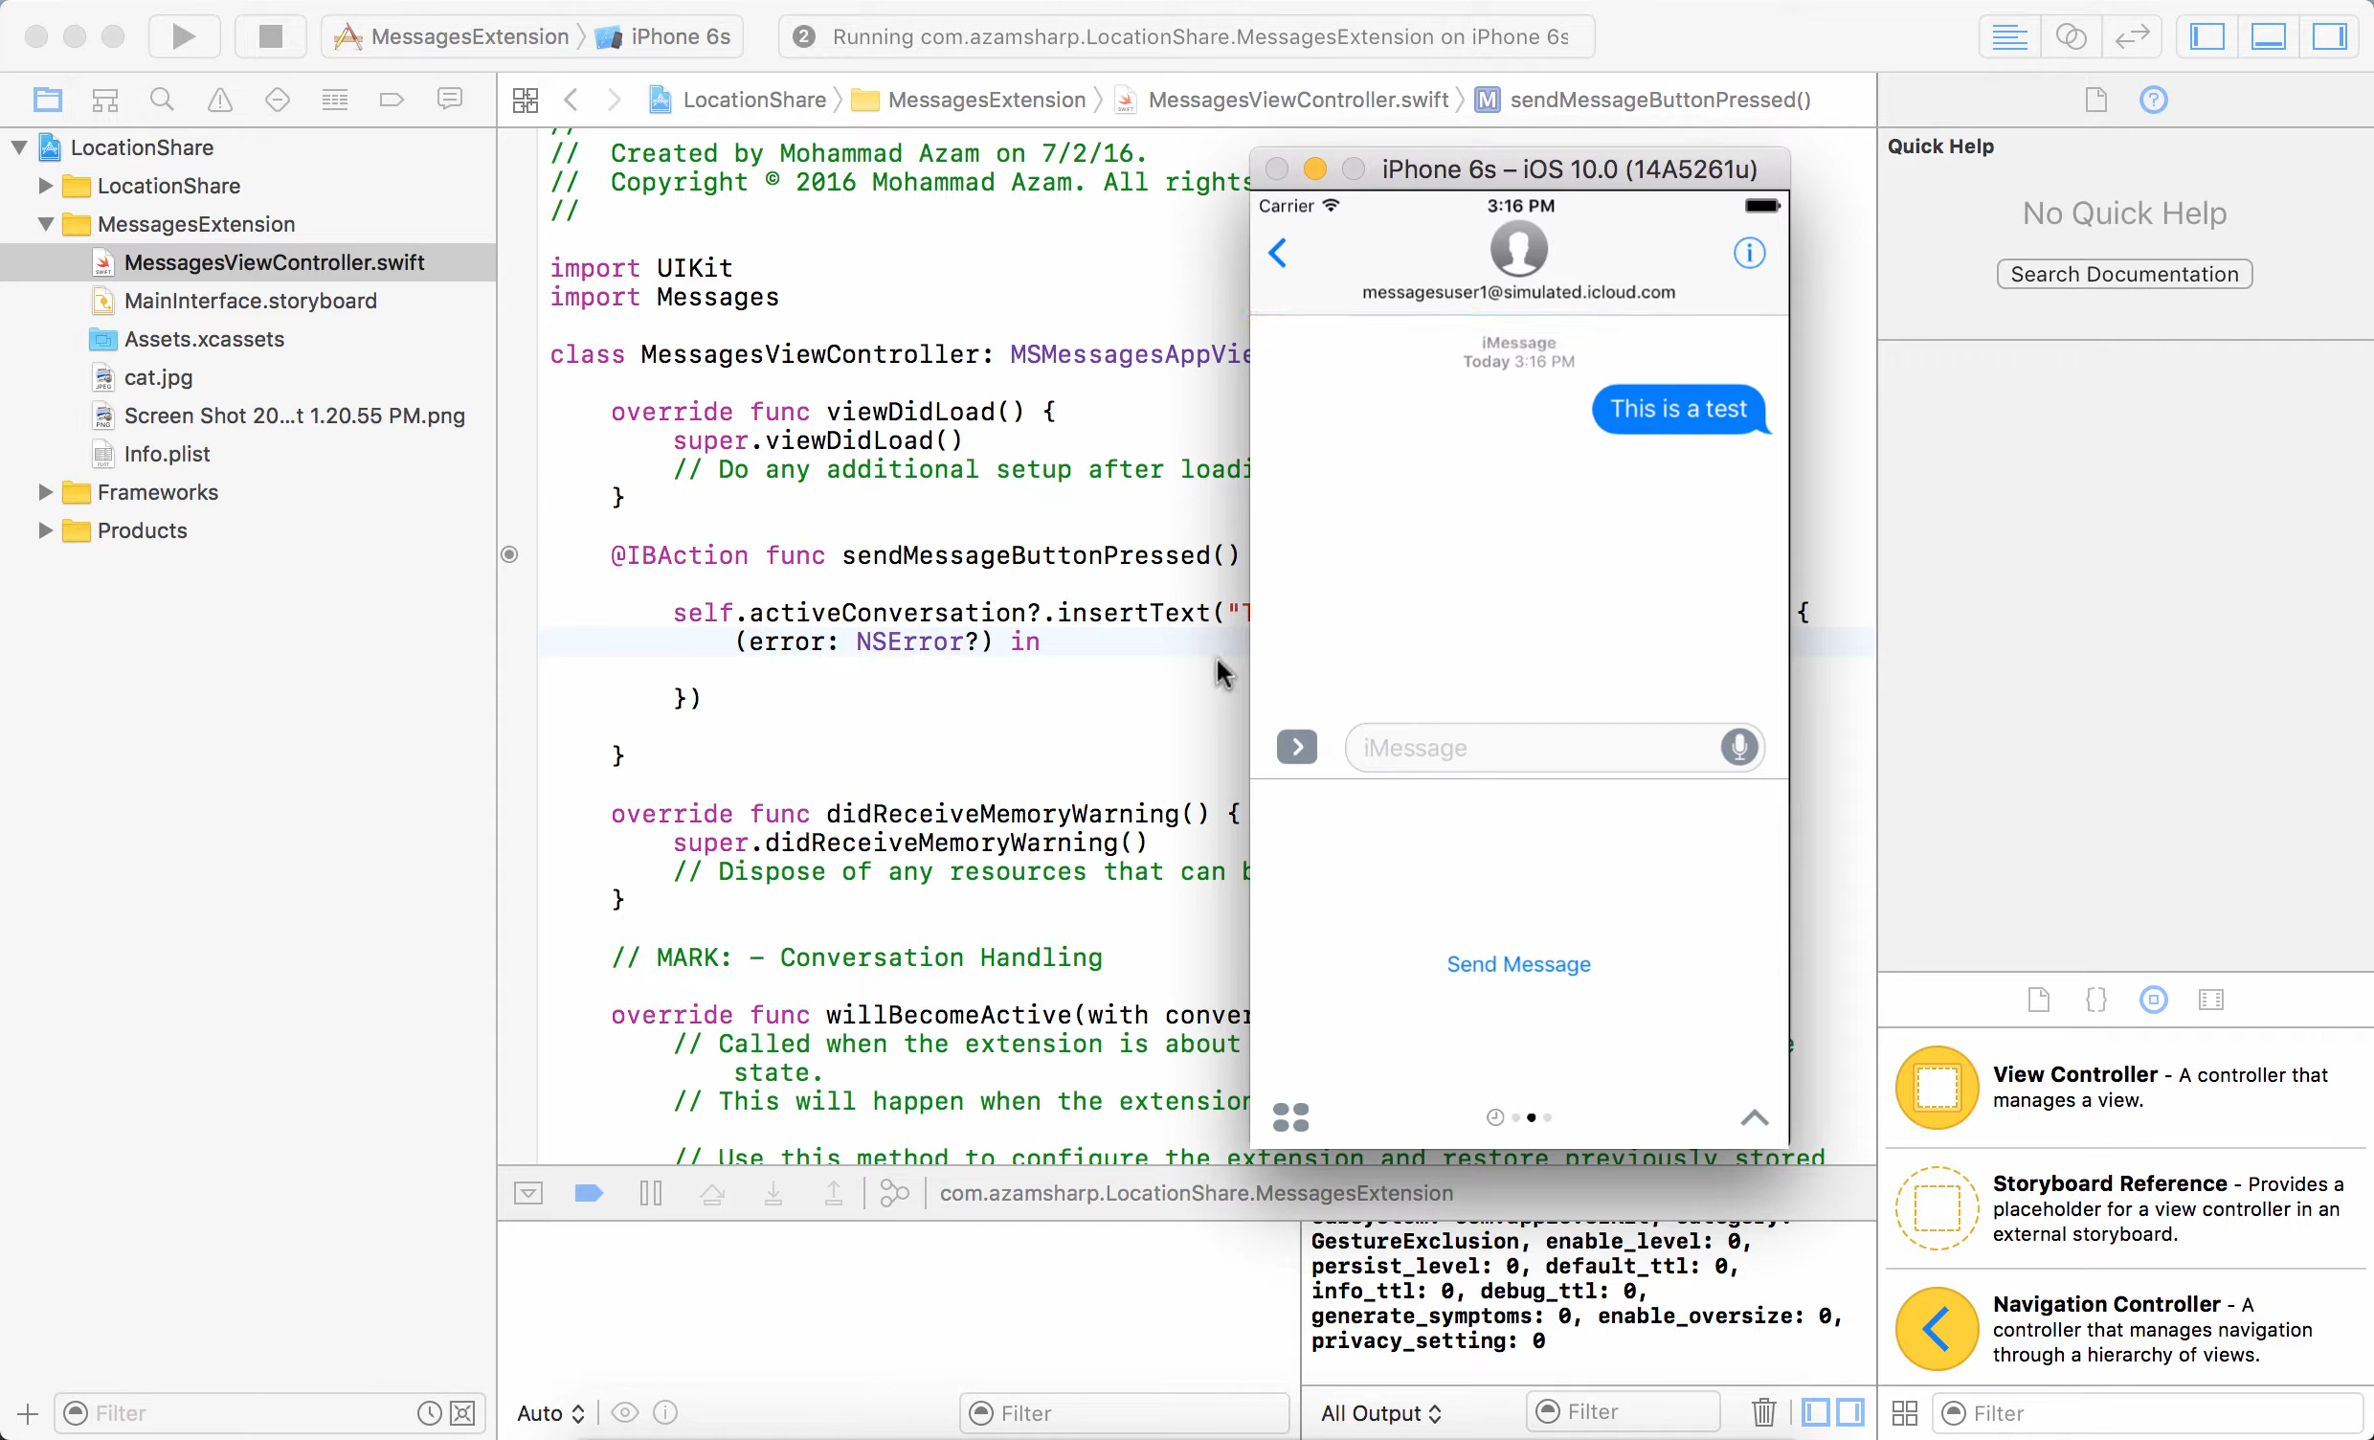 MessagesExtension
iPhone 6s
2
Running com.azamsharp.LocationShare.MessagesExtension on iPhone 6s
LocationShare
MessagesExtension
MessagesViewController.swift
M
sendMessageButtonPressed()
LocationShare
LocationShare
MessagesExtension
MessagesViewController.swift
MainInterface.storyboard
Assets.xcassets
cat.jpg
Screen Shot 20...t 1.20.55 PM.png
Info.plist
Frameworks
Products
Filter
//
//  Created by Mohammad Azam on 7/2/16.
//  Copyright © 2016 Mohammad Azam. All rights
//
import UIKit
import Messages
class MessagesViewController: MSMessagesAppVie
override func viewDidLoad() {
super.viewDidLoad()
// Do any additional setup after loadi
}
@IBAction func sendMessageButtonPressed()
self.activeConversation?.insertText("T
{
(error: NSError?) in
})
}
override func didReceiveMemoryWarning() {
super.didReceiveMemoryWarning()
// Dispose of any resources that can b
}
// MARK: - Conversation Handling
override func willBecomeActive(with conver
// Called when the extension is about
e
state.
// This will happen when the extension
// Use this method to configure the extension and restore previously stored
iPhone 6s – iOS 10.0 (14A5261u)
Carrier
3:16 PM
messagesuser1@simulated.icloud.com
iMessage
Today 3:16 PM
This is a test
iMessage
Send Message
com.azamsharp.LocationShare.MessagesExtension
GestureExclusion, enable_level: 0,
persist_level: 0, default_ttl: 0,
info_ttl: 0, debug_ttl: 0,
generate_symptoms: 0, enable_oversize: 0,
privacy_setting: 0
Auto
Filter
All Output
Filter
Quick Help
No Quick Help
Search Documentation
View Controller - A controller that
manages a view.
Storyboard Reference - Provides a
placeholder for a view controller in an
external storyboard.
Navigation Controller - A
controller that manages navigation
through a hierarchy of views.
Filter